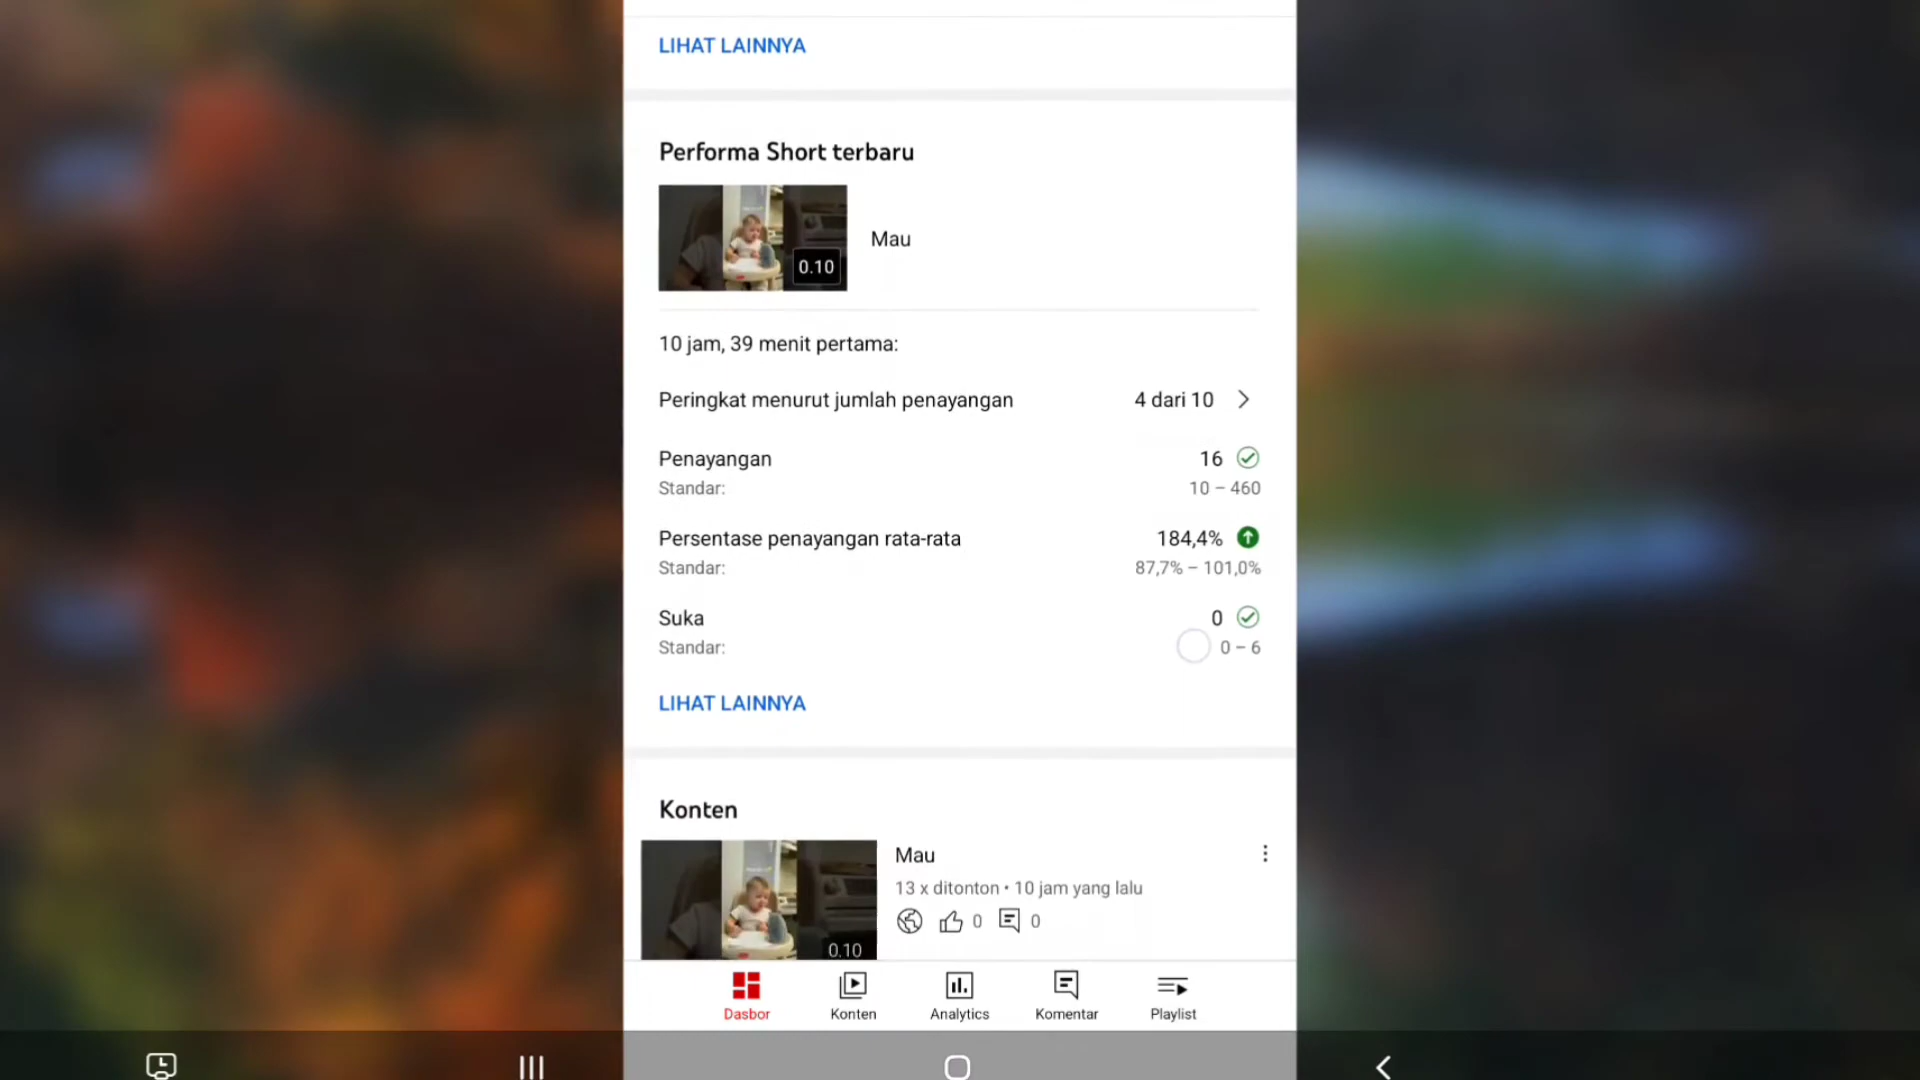 LIHAT LAINNYA
Performa Short terbaru
0.10
Mau
10 jam, 39 menit pertama:
Peringkat menurut jumlah penayangan 4 dari 10
Penayangan 16
Standar: 10 – 460
Persentase penayangan rata-rata 184,4%
Standar: 87,7% – 101,0%
Suka 0
Standar: 0 – 6
LIHAT LAINNYA
Konten
0.10
Mau
13 x ditonton • 10 jam yang lalu
0 0
Dasbor Konten Analytics Komentar Playlist